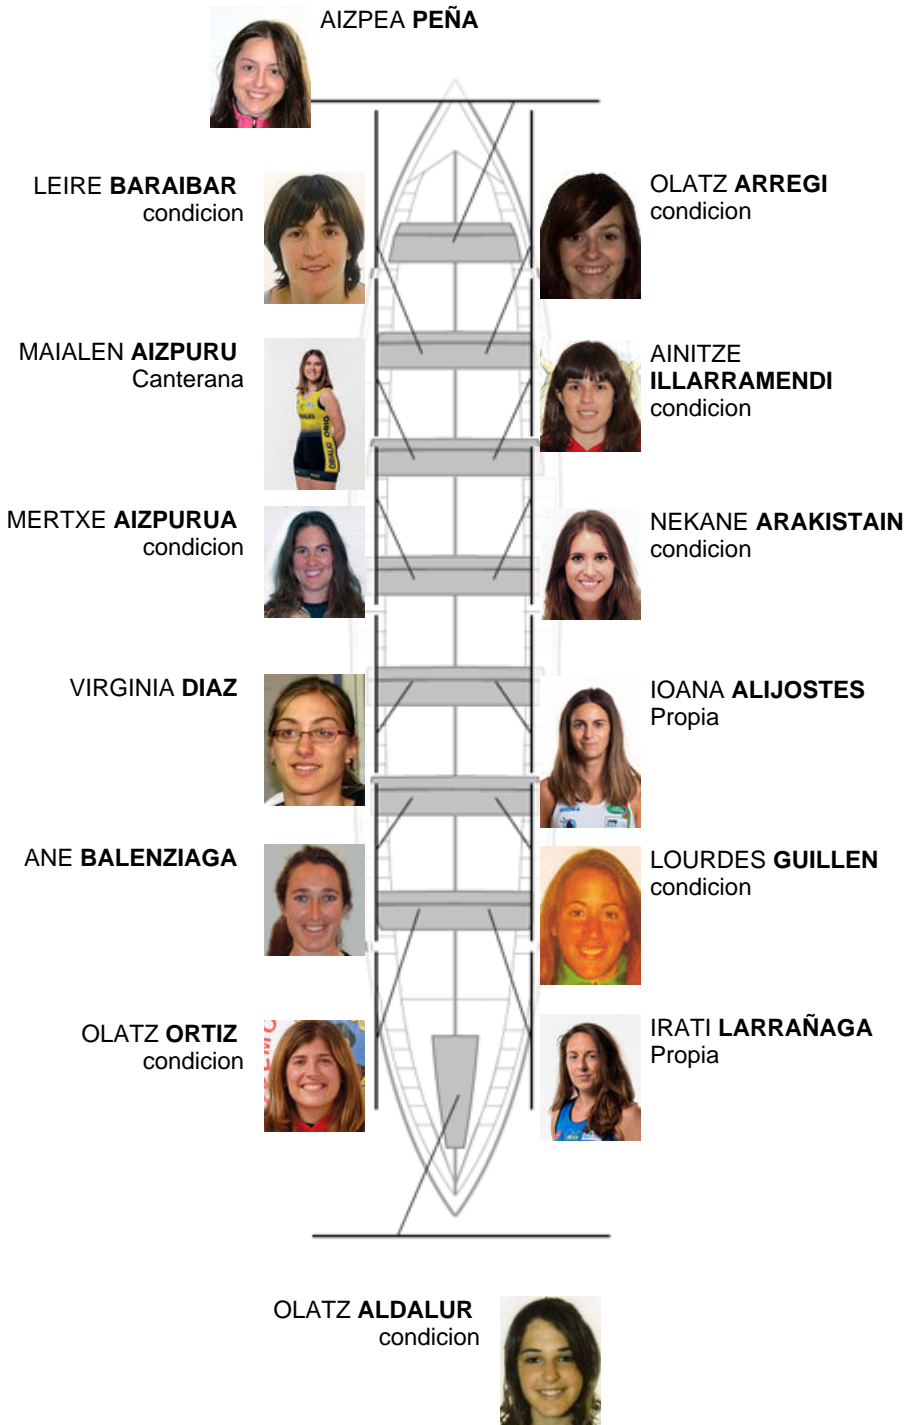 AIZPEA PEÑA
LEIRE BARAIBAR
condicion
OLATZ ARREGI
condicion
MAIALEN AIZPURU
Canterana
AINITZE
ILLARRAMENDI
condicion
MERTXE AIZPURUA
condicion
NEKANE ARAKISTAIN
condicion
VIRGINIA DIAZ
IOANA ALIJOSTES
Propia
ANE BALENZIAGA
LOURDES GUILLEN
condicion
OLATZ ORTIZ
condicion
IRATI LARRAÑAGA
Propia
OLATZ ALDALUR
condicion